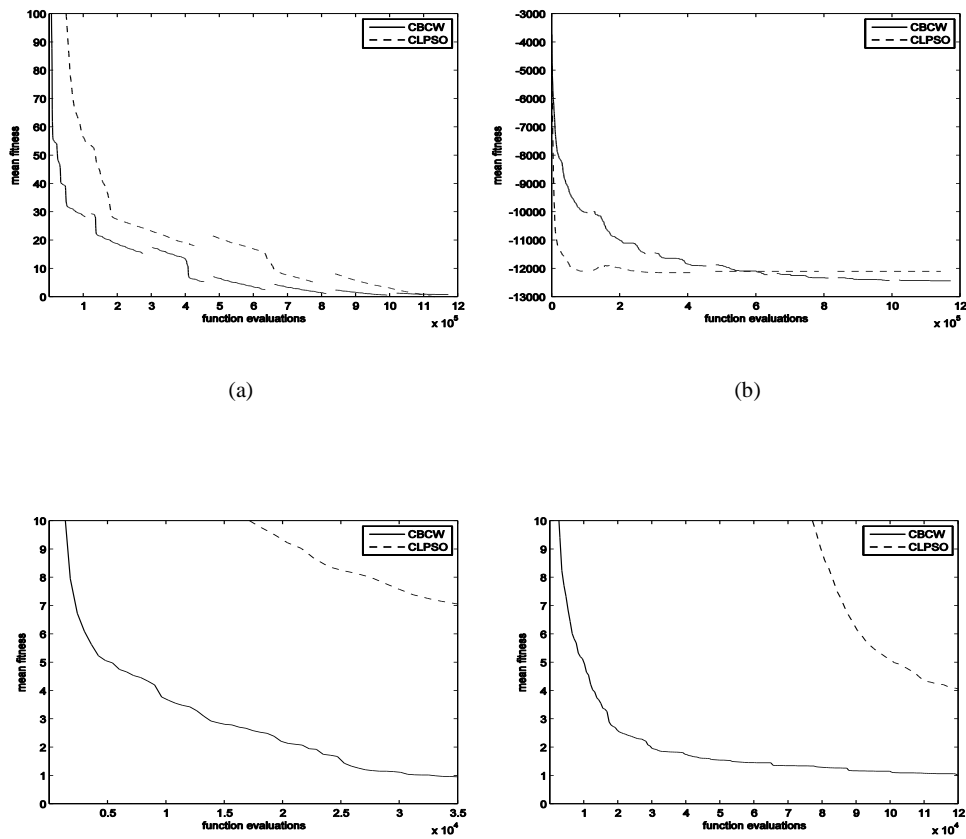 100
90
80
70
60
50
40
30
20
10
0
mean fitness
CBCW
CLPSO
1 2 3 4 5 6 7 8 9 10 11 12
function evaluations
x 10^5
-3000
-4000
-5000
-6000
-7000
-8000
-9000
-10000
-11000
-12000
-13000
mean fitness
CBCW
CLPSO
0 2 4 6 8 10 12
function evaluations
x 10^5
(a)
(b)
10
9
8
7
6
5
4
3
2
1
0
mean fitness
CBCW
CLPSO
0.5 1 1.5 2 2.5 3 3.5
function evaluations
x 10^4
10
9
8
7
6
5
4
3
2
1
0
mean fitness
CBCW
CLPSO
1 2 3 4 5 6 7 8 9 10 11 12
function evaluations
x 10^4